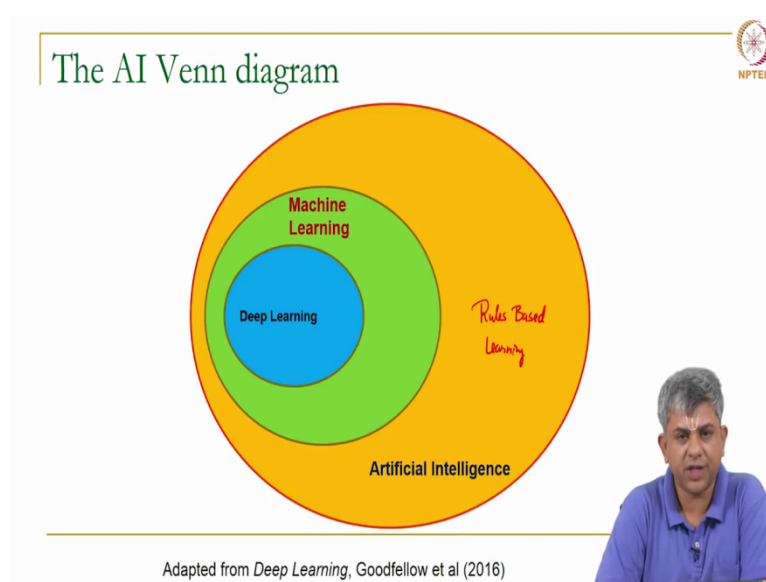 The AI Venn diagram
NPTEL
Machine
Learning
Deep Learning
Rules Based
Learning
Artificial Intelligence
Adapted from Deep Learning, Goodfellow et al (2016)